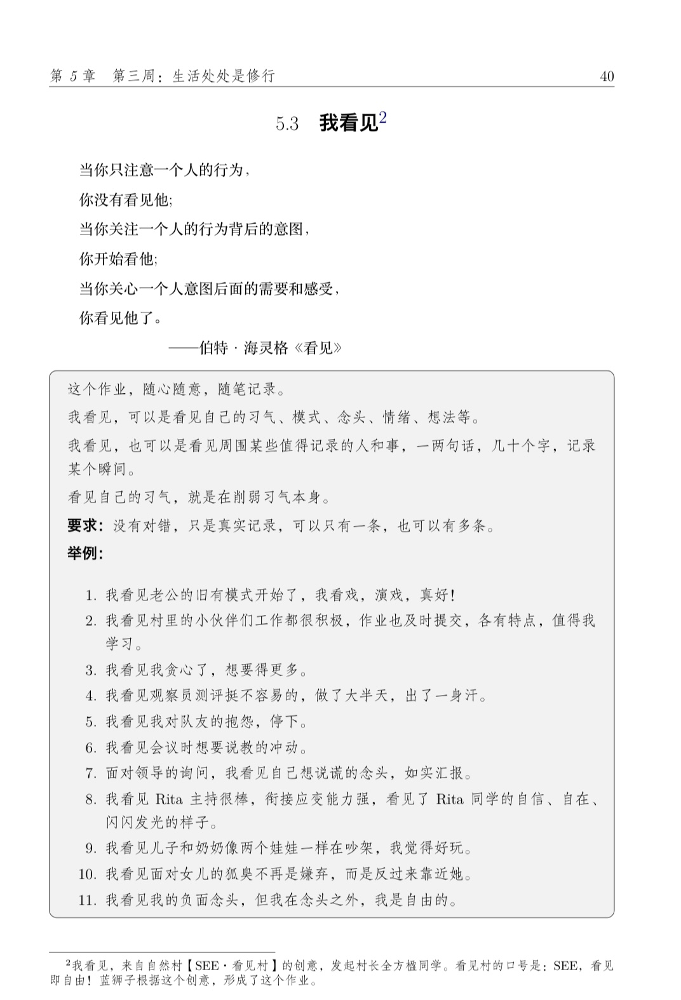 第 5 章　第三周：生活处处是修行　40
5.3　我看见2
当你只注意一个人的行为，
你没有看见他;
当你关注一个人的行为背后的意图，
你开始看他;
当你关心一个人意图后面的需要和感受，
你看见他了。
——伯特 · 海灵格《看见》
这个作业，随心随意，随笔记录。
我看见，可以是看见自己的习气、模式、念头、情绪、想法等。
我看见，也可以是看见周围某些值得记录的人和事，一两句话，几十个字，记录
某个瞬间。
看见自己的习气，就是在削弱习气本身。
要求：没有对错，只是真实记录，可以只有一条，也可以有多条。
举例：
1. 我看见老公的旧有模式开始了，我看戏，演戏，真好！
2. 我看见村里的小伙伴们工作都很积极，作业也及时提交，各有特点，值得我
学习。
3. 我看见我贪心了，想要得更多。
4. 我看见观察员测评挺不容易的，做了大半天，出了一身汗。
5. 我看见我对队友的抱怨，停下。
6. 我看见会议时想要说教的冲动。
7. 面对领导的询问，我看见自己想说谎的念头，如实汇报。
8. 我看见 Rita 主持很棒，衔接应变能力强，看见了 Rita 同学的自信、自在、
闪闪发光的样子。
9. 我看见儿子和奶奶像两个娃娃一样在吵架，我觉得好玩。
10. 我看见面对女儿的狐臭不再是嫌弃，而是反过来靠近她。
11. 我看见我的负面念头，但我在念头之外，我是自由的。
2我看见，来自自然村【SEE · 看见村】的创意，发起村长全方楹同学。看见村的口号是：SEE，看见
即自由！蓝狮子根据这个创意，形成了这个作业。